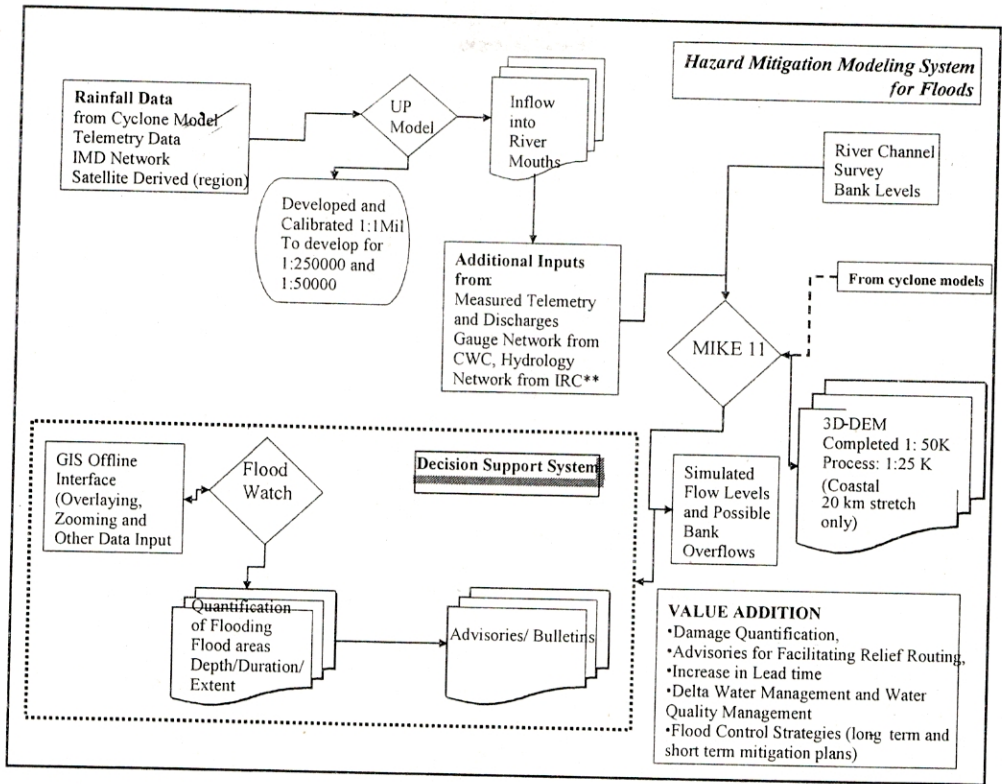 Hazard Mitigation Modeling System
for Floods
Rainfall Data
from Cyclone Model
Telemetry Data
IMD Network
Satellite Derived (region)
UP
Model
Inflow
into
River
Mouths
River Channel
Survey
Bank Levels
Developed and
Calibrated 1:1Mil
To develop for
1:250000 and
1:50000
Additional Inputs
from:
Measured Telemetry
and Discharges
Gauge Network from
CWC, Hydrology
Network from IRC**
From cyclone models
MIKE 11
3D-DEM
Completed 1: 50K
Process: 1:25 K
(Coastal
20 km stretch
only)
Simulated
Flow Levels
and Possible
Bank
Overflows
Decision Support System
GIS Offline
Interface
(Overlaying,
Zooming and
Other Data Input
Flood
Watch
Quantification
of Flooding
Flood areas
Depth/Duration/
Extent
Advisories/ Bulletins
VALUE ADDITION
•Damage Quantification,
•Advisories for Facilitating Relief Routing,
•Increase in Lead time
•Delta Water Management and Water
Quality Management
•Flood Control Strategies (long term and
short term mitigation plans)